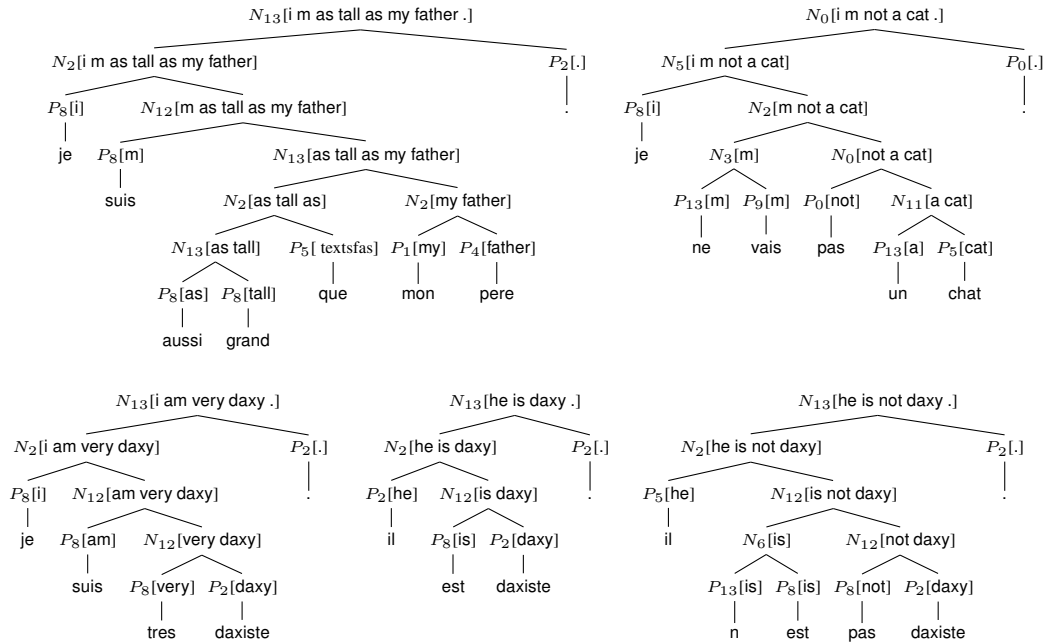 N13[i m as tall as my father .] N0[i m not a cat .]
N2[i m as tall as my father] P2[.] N5[i m not a cat] P0[.]
P8[i] N12[m as tall as my father] . P8[i] N2[m not a cat] .
je P8[m] N13[as tall as my father] je N3[m] N0[not a cat]
suis N2[as tall as] N2[my father] P13[m] P9[m] P0[not] N11[a cat]
N13[as tall] P5[ textsfas] P1[my] P4[father] ne vais pas P13[a] P5[cat]
P8[as] P8[tall] que mon pere un chat
aussi grand
N13[i am very daxy .] N13[he is daxy .] N13[he is not daxy .]
N2[i am very daxy] P2[.] N2[he is daxy] P2[.] N2[he is not daxy] P2[.]
P8[i] N12[am very daxy] . P2[he] N12[is daxy] . P5[he] N12[is not daxy] .
je P8[am] N12[very daxy] il P8[is] P2[daxy] il N6[is] N12[not daxy]
suis P8[very] P2[daxy] est daxiste P13[is] P8[is] P8[not] P2[daxy]
tres daxiste n est pas daxiste